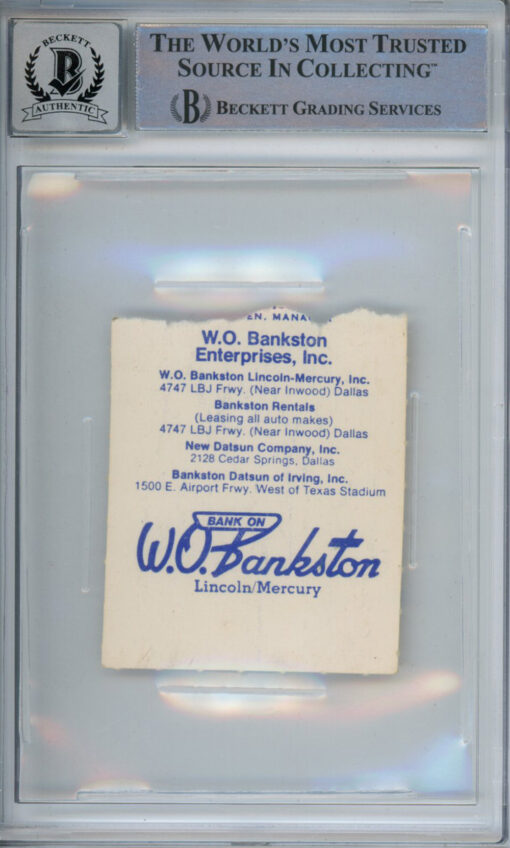 BECKETT
B
AUTHENTIC
THE WORLD'S MOST TRUSTED
SOURCE IN COLLECTING™
B BECKETT GRADING SERVICES
W.O. Bankston
Enterprises, Inc.
W.O. Bankston Lincoln-Mercury, Inc.
4747 LBJ Frwy. (Near Inwood) Dallas
Bankston Rentals
(Leasing all auto makes)
4747 LBJ Frwy. (Near Inwood) Dallas
New Datsun Company, Inc.
2128 Cedar Springs, Dallas
Bankston Datsun of Irving, Inc.
1500 E. Airport Frwy. West of Texas Stadium
BANK ON
W.O. Bankston
Lincoln/Mercury